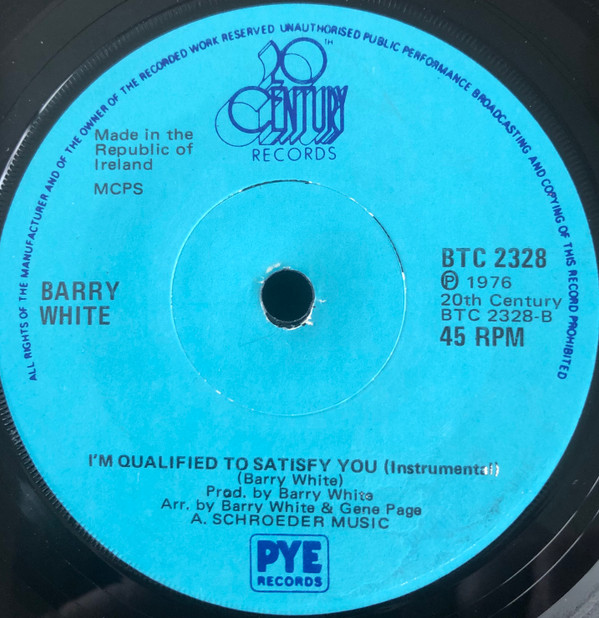 ALL RIGHTS OF THE MANUFACTURER AND OF THE OWNER OF THE RECORDED WORK RESERVED UNAUTHORISED PUBLIC PERFORMANCE BROADCASTING AND COPYING OF THIS RECORD PROHIBITED
20TH
CENTURY
RECORDS
Made in the
Republic of
Ireland
MCPS
BARRY
WHITE
BTC 2328
Ⓟ 1976
20th Century
BTC 2328-B
45 RPM
I'M QUALIFIED TO SATISFY YOU (Instrumental)
(Barry White)
Prod. by Barry White
Arr. by Barry White & Gene Page
A. SCHROEDER MUSIC
PYE
RECORDS